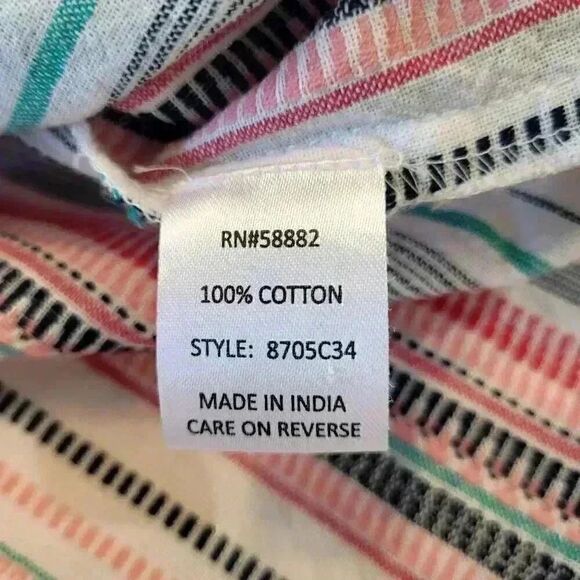 RN#58882
100% COTTON
STYLE: 8705C34
MADE IN INDIA
CARE ON REVERSE